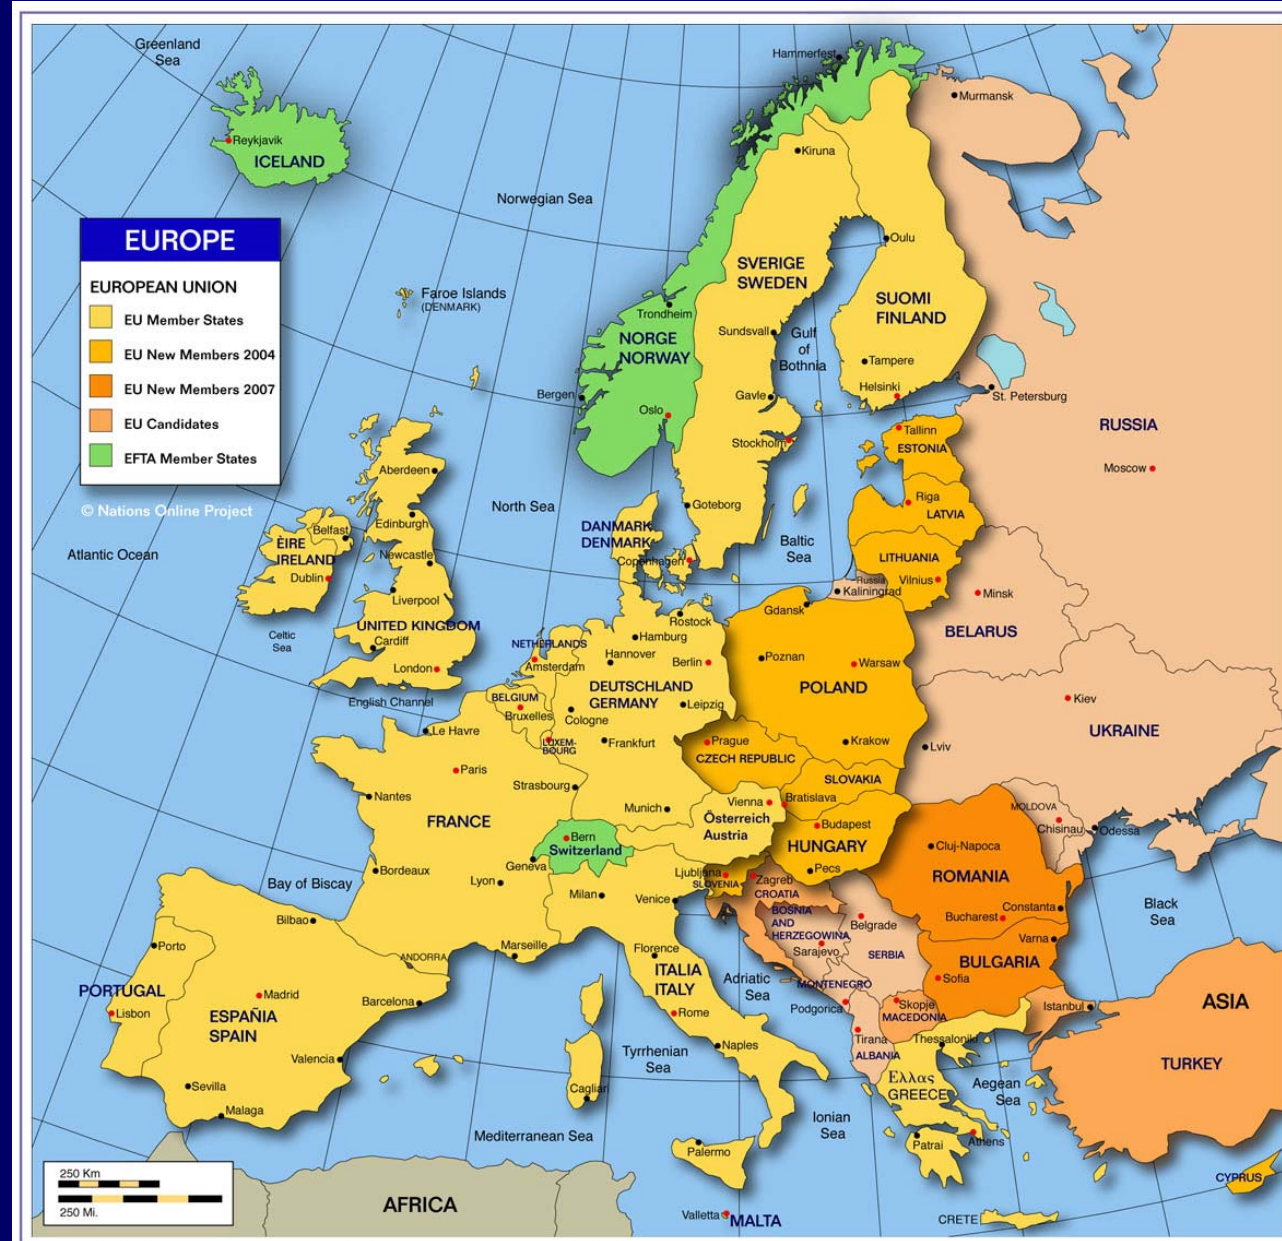 Greenland
Sea
Hammerfest
Murmansk
Reykjavik
ICELAND
Kiruna
Norwegian Sea
EUROPE
EUROPEAN UNION
EU Member States
EU New Members 2004
EU New Members 2007
EU Candidates
EFTA Member States
© Nations Online Project
Oulu
SVERIGE
SWEDEN
SUOMI
FINLAND
Faroe Islands
(DENMARK)
Trondheim
NORGE
NORWAY
Sundsvall
Gulf
of
Bothnia
Tampere
Helsinki
Bergen
Gavle
St. Petersburg
Oslo
Stockholm
Tallinn
ESTONIA
RUSSIA
Moscow
Aberdeen
North Sea
Goteborg
Riga
LATVIA
Edinburgh
Belfast
DANMARK
DENMARK
Copenhagen
Baltic
Sea
Atlantic Ocean
ÈIRE
IRELAND
Dublin
Newcastle
LITHUANIA
Vilnius
Russia
Kaliningrad
Minsk
BELARUS
Liverpool
Gdansk
Rostock
UNITED KINGDOM
Cardiff
Celtic
Sea
Hamburg
NETHERLANDS
Amsterdam
Hannover
Berlin
Poznan
Warsaw
London
DEUTSCHLAND
GERMANY
POLAND
English Channel
BELGIUM
Bruxelles
Cologne
Leipzig
Kiev
UKRAINE
Le Havre
LUXEM-
BOURG
Frankfurt
Prague
CZECH REPUBLIC
Krakow
Lviv
Paris
Strasbourg
SLOVAKIA
Nantes
Munich
Vienna
Bratislava
Österreich
Austria
MOLDOVA
Chisinau
Odessa
FRANCE
Bern
Switzerland
Budapest
HUNGARY
Cluj-Napoca
Geneva
Pecs
Bordeaux
Lyon
Ljubljana
SLOVENIA
Zagreb
CROATIA
ROMANIA
Bay of Biscay
Milan
Venice
Constanta
Bilbao
BOSNIA
AND
HERZEGOWINA
Sarajevo
Belgrade
SERBIA
Bucharest
Black
Sea
Porto
Marseille
Florence
Varna
ANDORRA
BULGARIA
ITALIA
ITALY
Adriatic
Sea
MONTENEGRO
Sofia
PORTUGAL
Lisbon
Madrid
Barcelona
Podgorica
Skopje
MACEDONIA
Istanbul
ASIA
ESPAÑIA
SPAIN
Rome
Tirana
ALBANIA
Thessaloniki
Valencia
Naples
Tyrrhenian
Sea
TURKEY
Sevilla
Cagliari
Ελλας
GREECE
Aegean
Sea
Malaga
Ionian
Sea
Mediterranean Sea
Palermo
Patrai
Athens
250 Km
250 Mi.
AFRICA
CYPRUS
Valletta
MALTA
CRETE